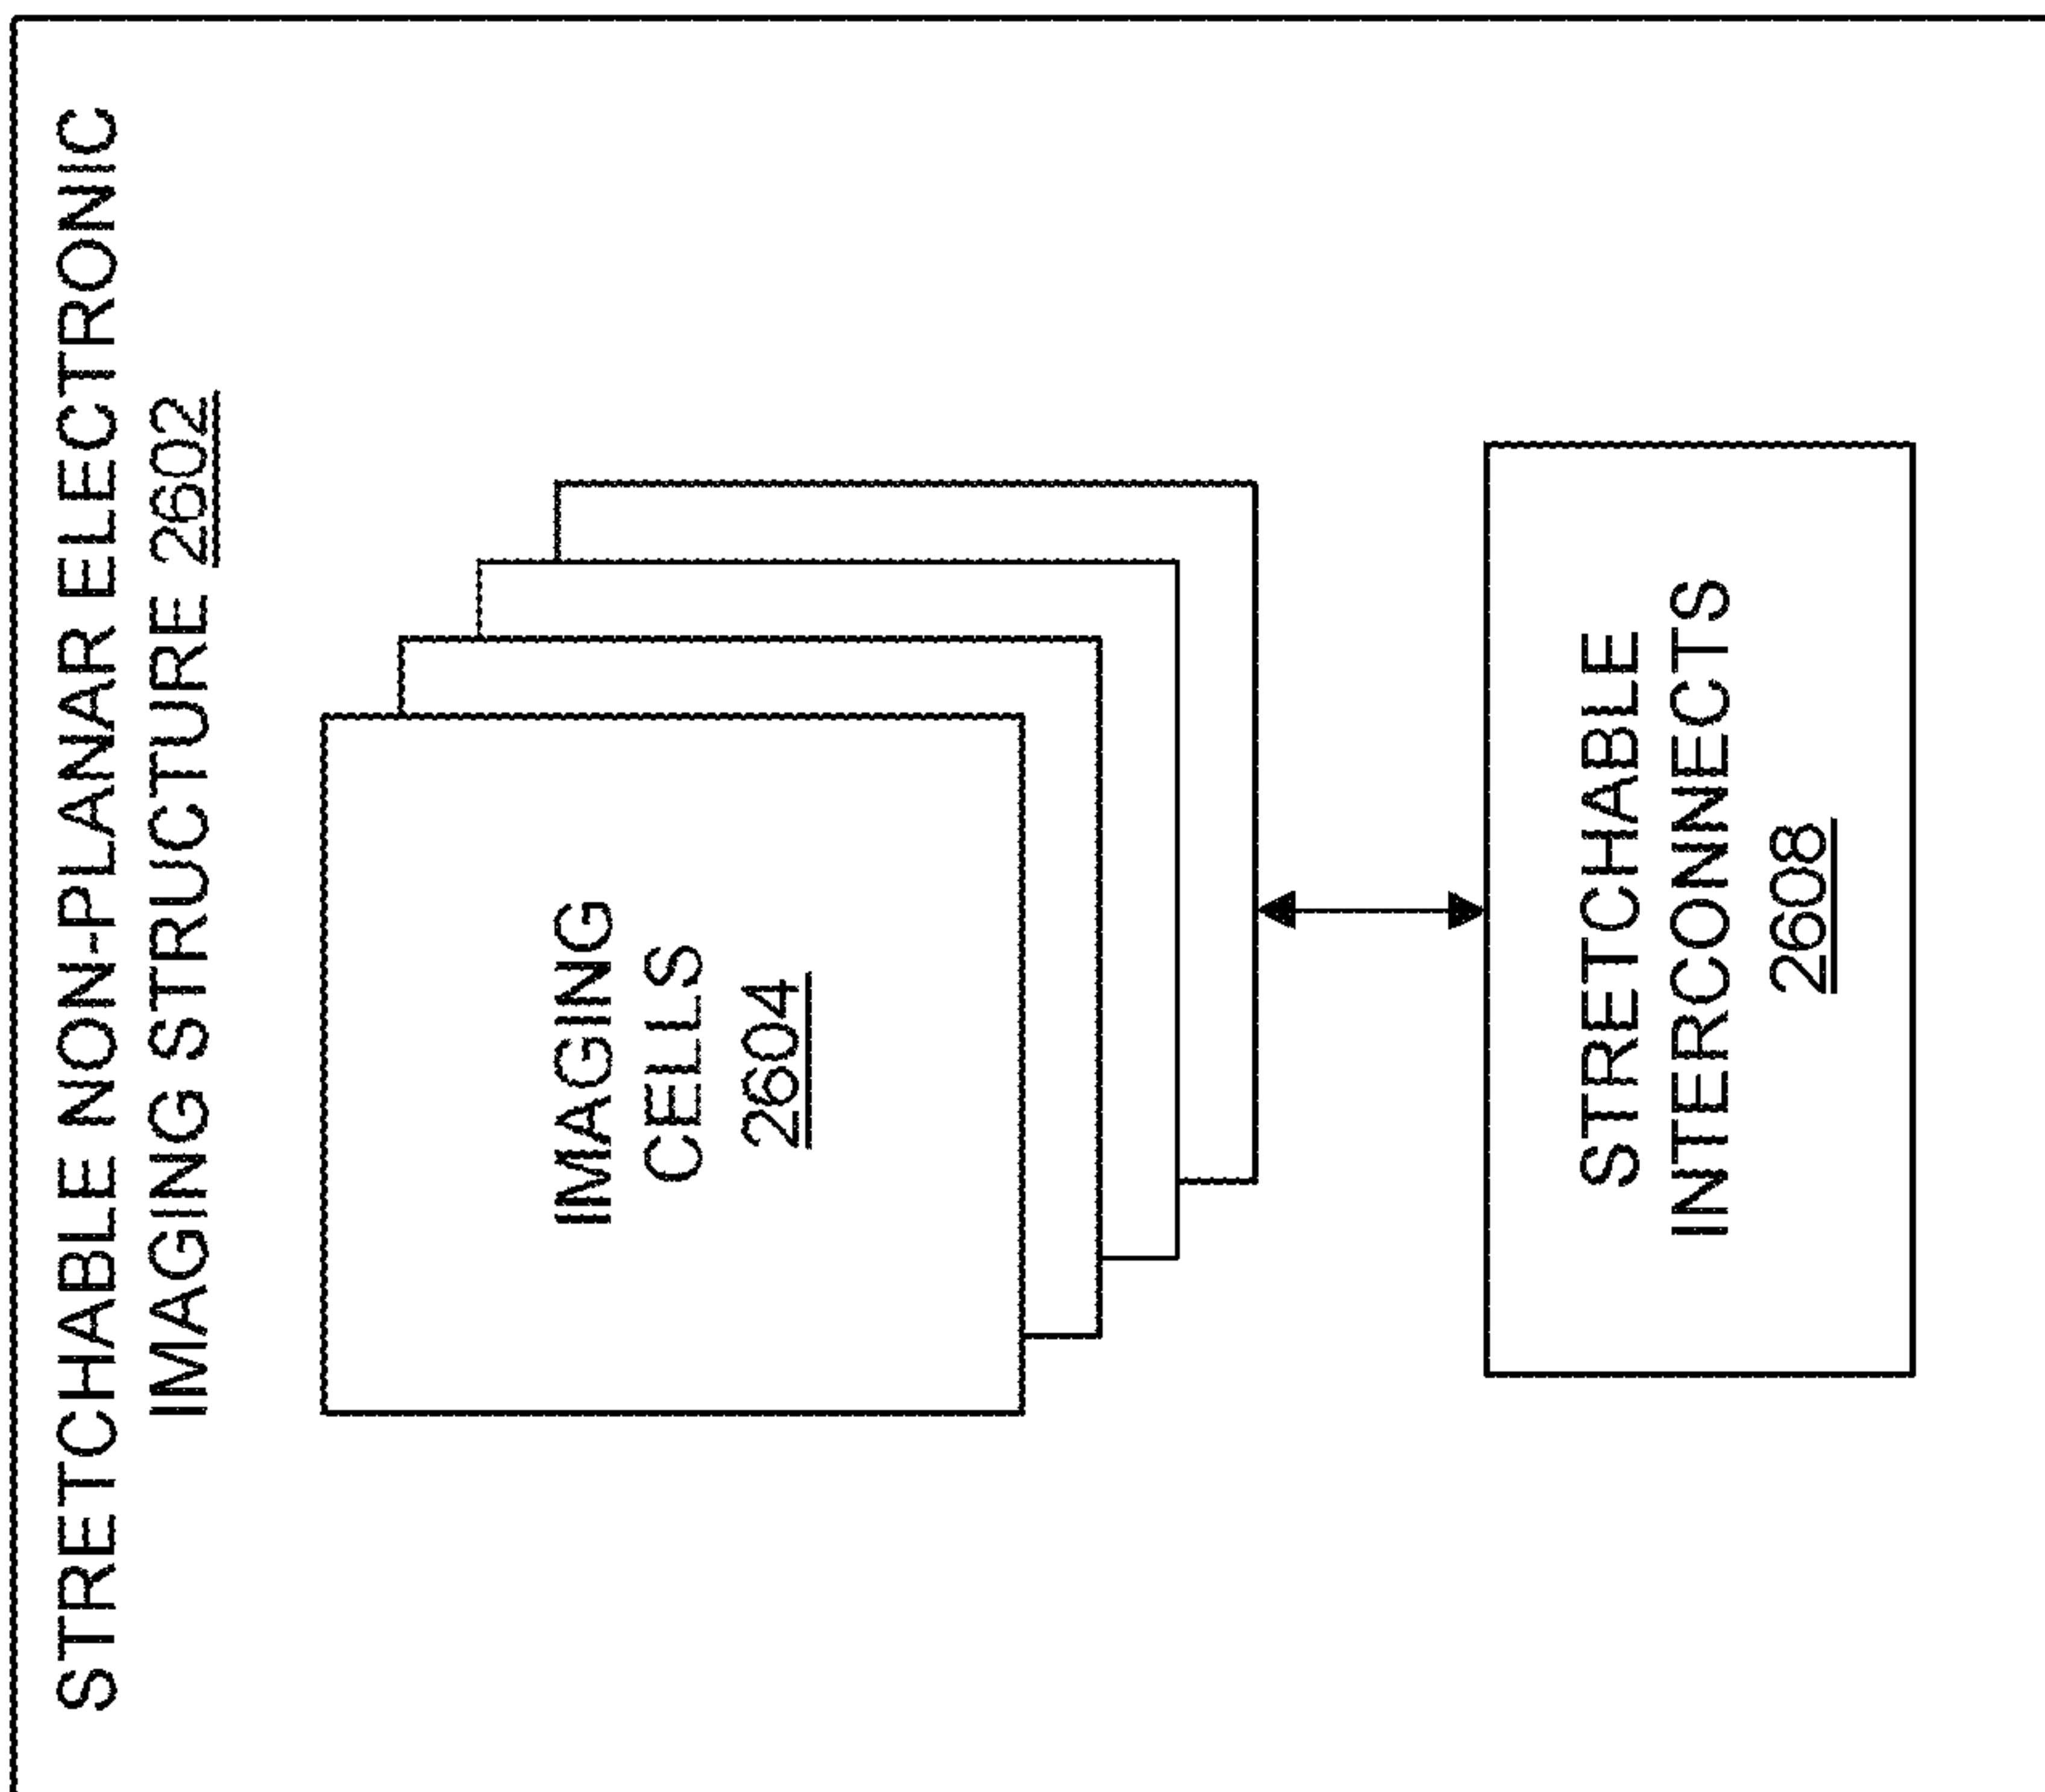 STRETCHABLE NON-PLANAR ELECTRONIC
IMAGING STRUCTURE 2602
IMAGING
CELLS
2604
STRETCHABLE
INTERCONNECTS
2608